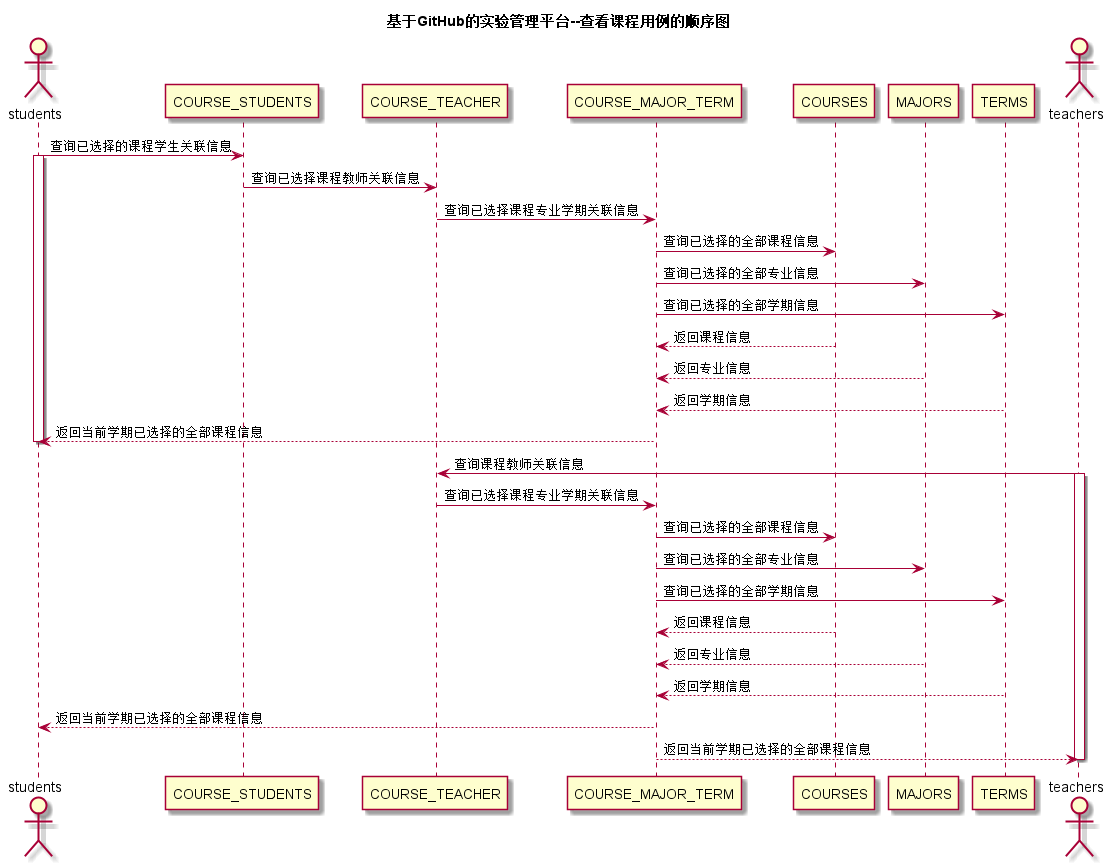 基于GitHub的实验管理平台--查看课程用例的顺序图
students
COURSE_STUDENTS
COURSE_TEACHER
COURSE_MAJOR_TERM
COURSES
MAJORS
TERMS
teachers
查询已选择的课程学生关联信息
查询已选择课程教师关联信息
查询已选择课程专业学期关联信息
查询已选择的全部课程信息
查询已选择的全部专业信息
查询已选择的全部学期信息
返回课程信息
返回专业信息
返回学期信息
返回当前学期已选择的全部课程信息
查询课程教师关联信息
查询已选择课程专业学期关联信息
查询已选择的全部课程信息
查询已选择的全部专业信息
查询已选择的全部学期信息
返回课程信息
返回专业信息
返回学期信息
返回当前学期已选择的全部课程信息
返回当前学期已选择的全部课程信息
students
COURSE_STUDENTS
COURSE_TEACHER
COURSE_MAJOR_TERM
COURSES
MAJORS
TERMS
teachers